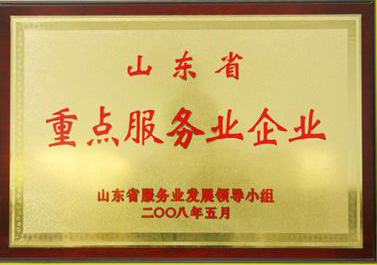 山东省
重点服务业企业
山东省服务业发展领导小组
二〇〇八年五月